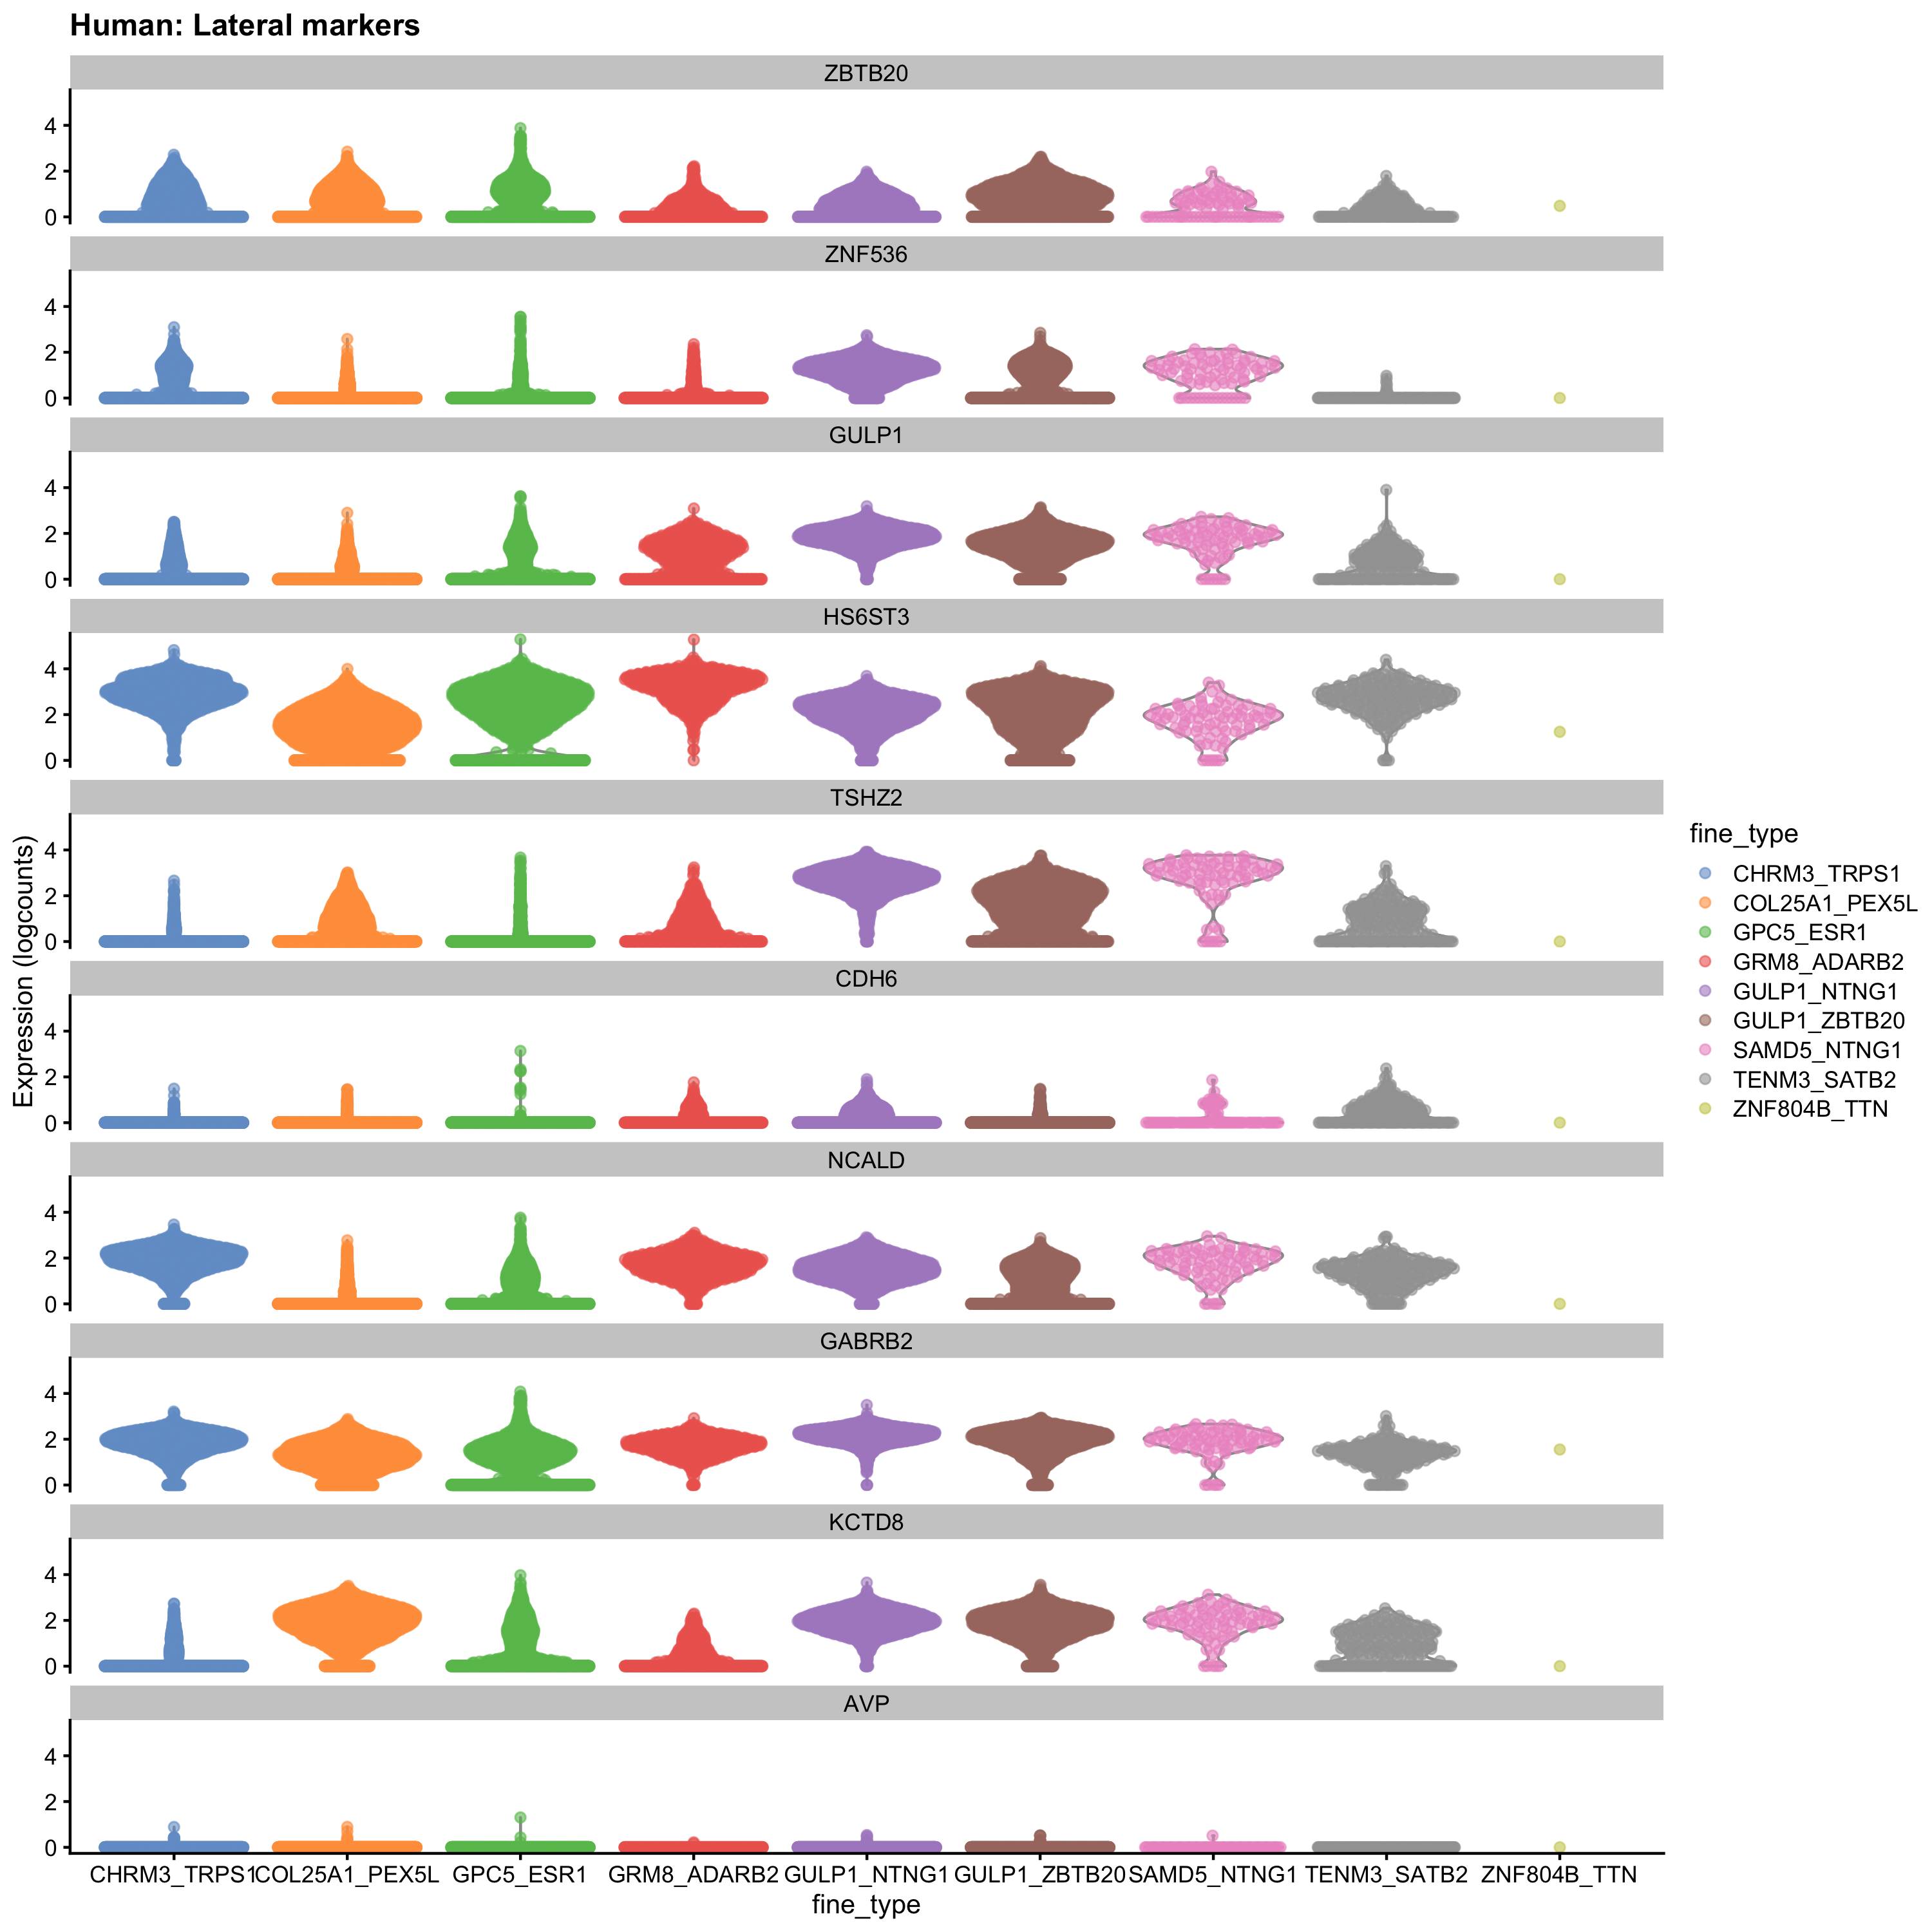 Human: Lateral markers
ZBTB20
4
2
0
ZNF536
4
2
0
GULP1
4
2
0
HS6ST3
4
2
0
TSHZ2
4
2
0
CDH6
4
2
0
NCALD
4
2
0
GABRB2
4
2
0
KCTD8
4
2
0
AVP
4
2
0
Expression (logcounts)
CHRM3_TRPS1 COL25A1_PEX5L GPC5_ESR1 GRM8_ADARB2 GULP1_NTNG1 GULP1_ZBTB20 SAMD5_NTNG1 TENM3_SATB2 ZNF804B_TTN
fine_type
fine_type
CHRM3_TRPS1
COL25A1_PEX5L
GPC5_ESR1
GRM8_ADARB2
GULP1_NTNG1
GULP1_ZBTB20
SAMD5_NTNG1
TENM3_SATB2
ZNF804B_TTN